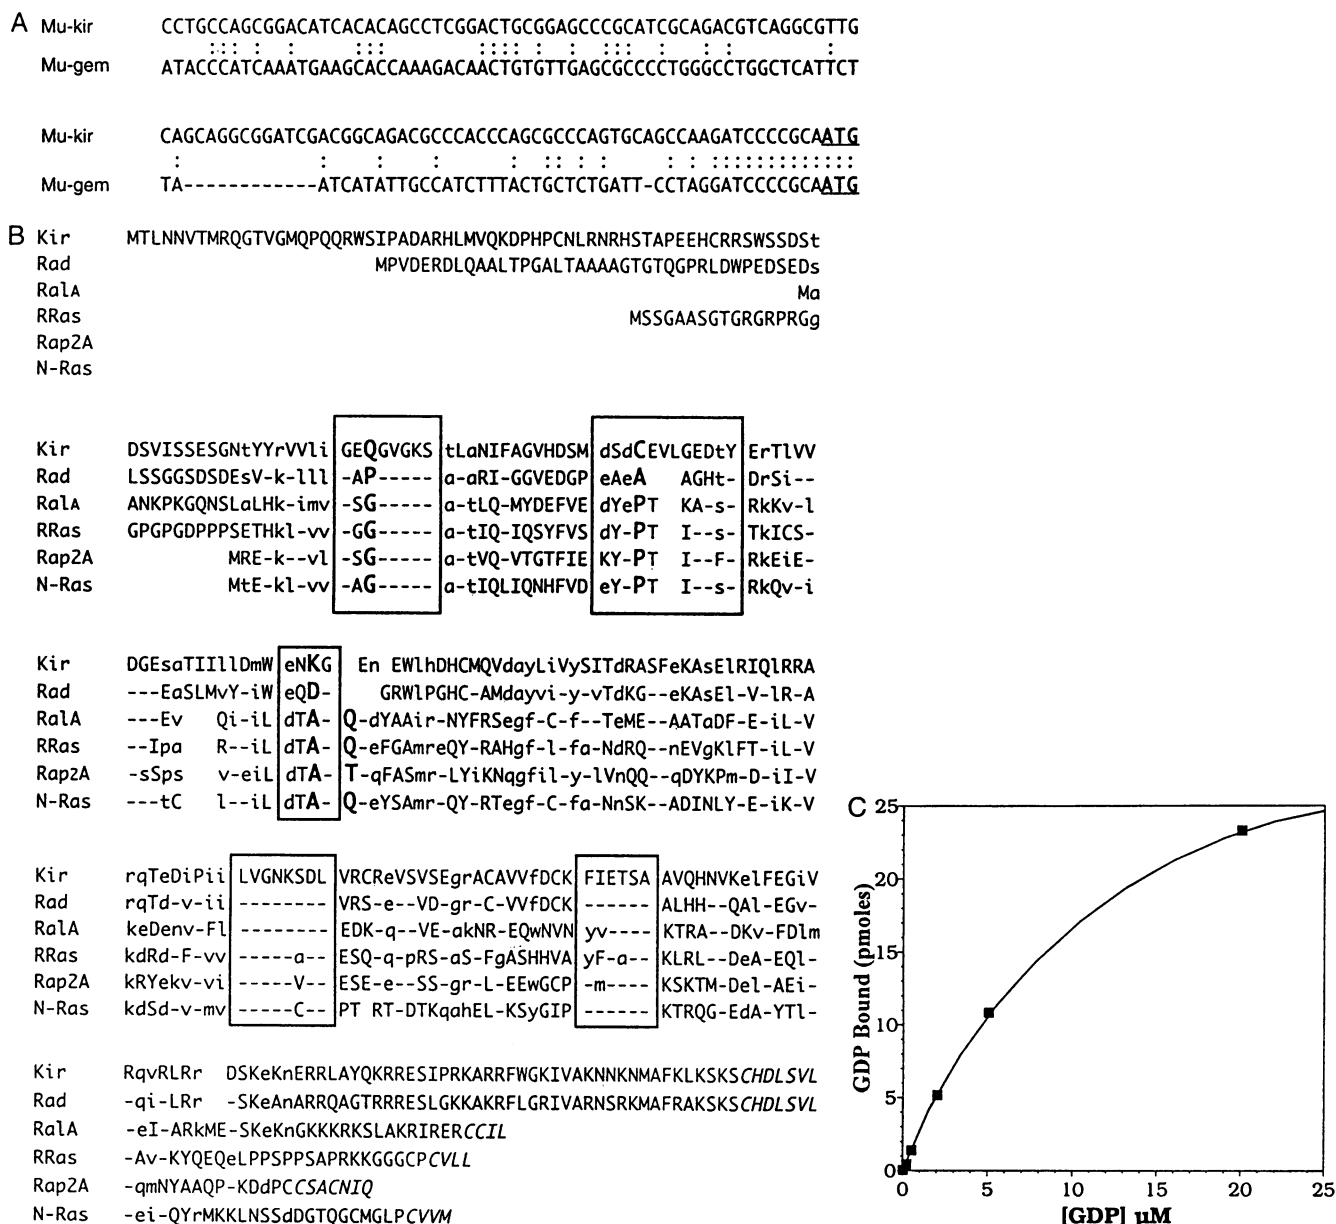 A Mu-kir CCTGCCAGCGGACATCACACAGCCTCGGACTGCGGAGCCCGCATCGCAGACGTCAGGCGTTG
Mu-gem ATACCCATCAAATGAAGCACCAAAGACAACTGTGTTGAGCGCCCCTGGGCCTGGCTCATTCT
Mu-kir CAGCAGGCGGATCGACGGCAGACGCCCACCCAGCGCCCAGTGCAGCCAAGATCCCCGCAATG
Mu-gem TA------------ATCATATTGCCATCTTTACTGCTCTGATT-CCTAGGATCCCCGCAATG
B Kir MTLNNVTMRQGTVGMQPQQRWSIPADARHLMVQKDPHPCNLRNRHSTAPEEHCRRSWSSDSt
Rad MPVDERDLQAALTPGALTAAAAGTGTQGPRLDWPEDSEDs
RalA Ma
RRas MSSGAASGTGRGRPRGg
Rap2A
N-Ras
Kir DSVISSESGNtYYrVVli GEQGVGKS tLaNIFAGVHDSM dSdCEVLGEDtY ErTlVV
Rad LSSGGSDSDEsV-k-lll -AP----- a-aRI-GGVEDGP eAeA AGHt- DrSi--
RalA ANKPKGQNSLaLHk-imv -SG----- a-tLQ-MYDEFVE dYePT KA-s- RkKv-l
RRas GPGPGDPPPSETHkl-vv -GG----- a-tIQ-IQSYFVS dY-PT I--s- TkICS-
Rap2A MRE-k--vl -SG----- a-tVQ-VTGTFIE KY-PT I--F- RkEiE-
N-Ras MtE-kl-vv -AG----- a-tIQLIQNHFVD eY-PT I--s- RkQv-i
Kir DGEsaTIIllDmW eNKG En EWlhDHCMQVdayLiVySITdRASFeKAsElRIQlRRA
Rad ---EaSLMvY-iW eQD- GRWlPGHC-AMdayvi-y-vTdKG--eKAsEl-V-lR-A
RalA ---Ev Qi-iL dTA- Q-dYAAir-NYFRSegf-C-f--TeME--AATaDF-E-iL-V
RRas --Ipa R--iL dTA- Q-eFGAmreQY-RAHgf-l-fa-NdRQ--nEVgKlFT-iL-V
Rap2A -sSps v-eiL dTA- T-qFASmr-LYiKNqgfil-y-lVnQQ--qDYKPm-D-iI-V
N-Ras ---tC l--iL dTA- Q-eYSAmr-QY-RTegf-C-fa-NnSK--ADINLY-E-iK-V
Kir rqTeDiPii LVGNKSDL VRCReVSVSEgrACAVVfDCK FIETSA AVQHNVKelFEGiV
Rad rqTd-v-ii -------- VRS-e--VD-gr-C-VVfDCK ------ ALHH--QAl-EGv-
RalA keDenv-Fl -------- EDK-q--VE-akNR-EQwNVN yv---- KTRA--DKv-FDlm
RRas kdRd-F-vv -----a-- ESQ-q-pRS-aS-FgASHHVA yF-a-- KLRL--DeA-EQl-
Rap2A kRYekv-vi -----V-- ESE-e--SS-gr-L-EEwGCP -m---- KSKTM-Del-AEi-
N-Ras kdSd-v-mv -----C-- PT RT-DTKqahEL-KSyGIP ------ KTRQG-EdA-YTl-
Kir RqvRLRr DSKeKnERRLAYQKRRESIPRKARRFWGKIVAKNNKNMAFKLKSKSCHDLSVL
Rad -qi-LRr -SKeAnARRQAGTRRRESLGKKAKRFLGRIVARNSRKMAFRAKSKSCHDLSVL
RalA -eI-ARkME-SKeKnGKKKRKSLAKRIRERCCIL
RRas -Av-KYQEQeLPPSPPSAPRKKGGGCPCVLL
Rap2A -qmNYAAQP-KDdPCCSACNIQ
N-Ras -ei-QYrMKKLNSSdDGTQGCMGLPCVVM
C
GDP Bound (pmoles)
25
20
15
10
5
0
0 5 10 15 20 25
[GDP] µM